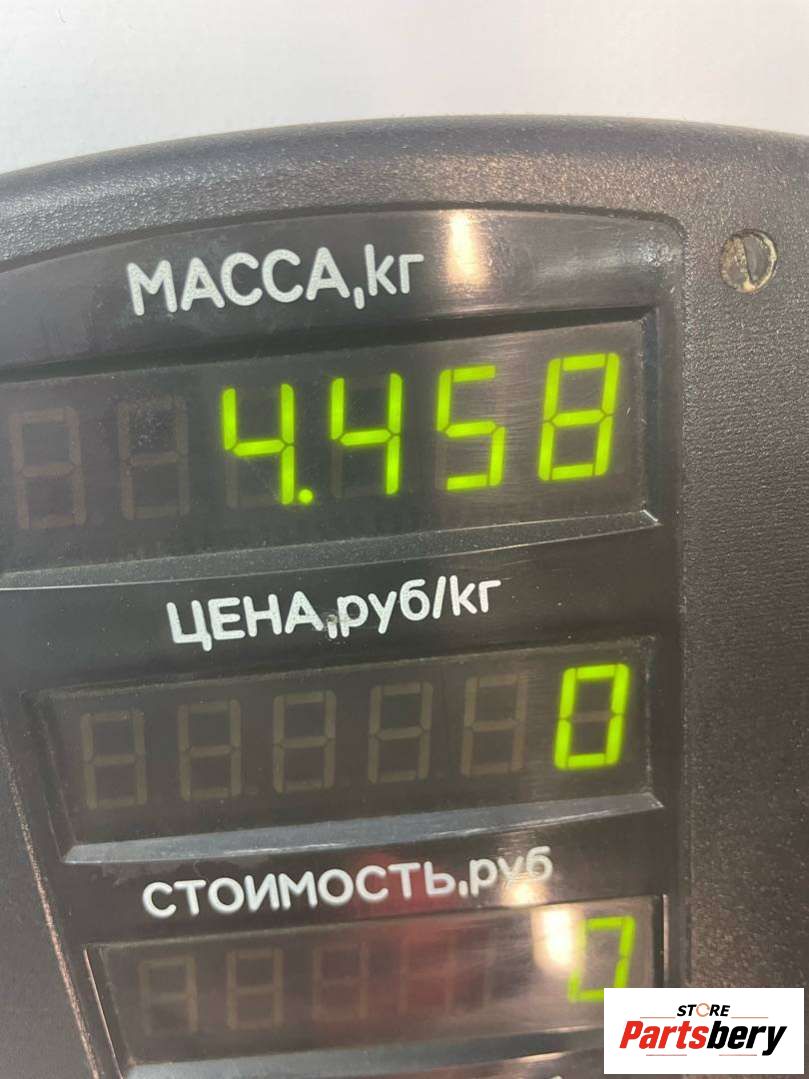 МАССА,кг
4.458
ЦЕНА,руб/кг
0
СТОИМОСТЬ,руб
0
STORE
Partsbery